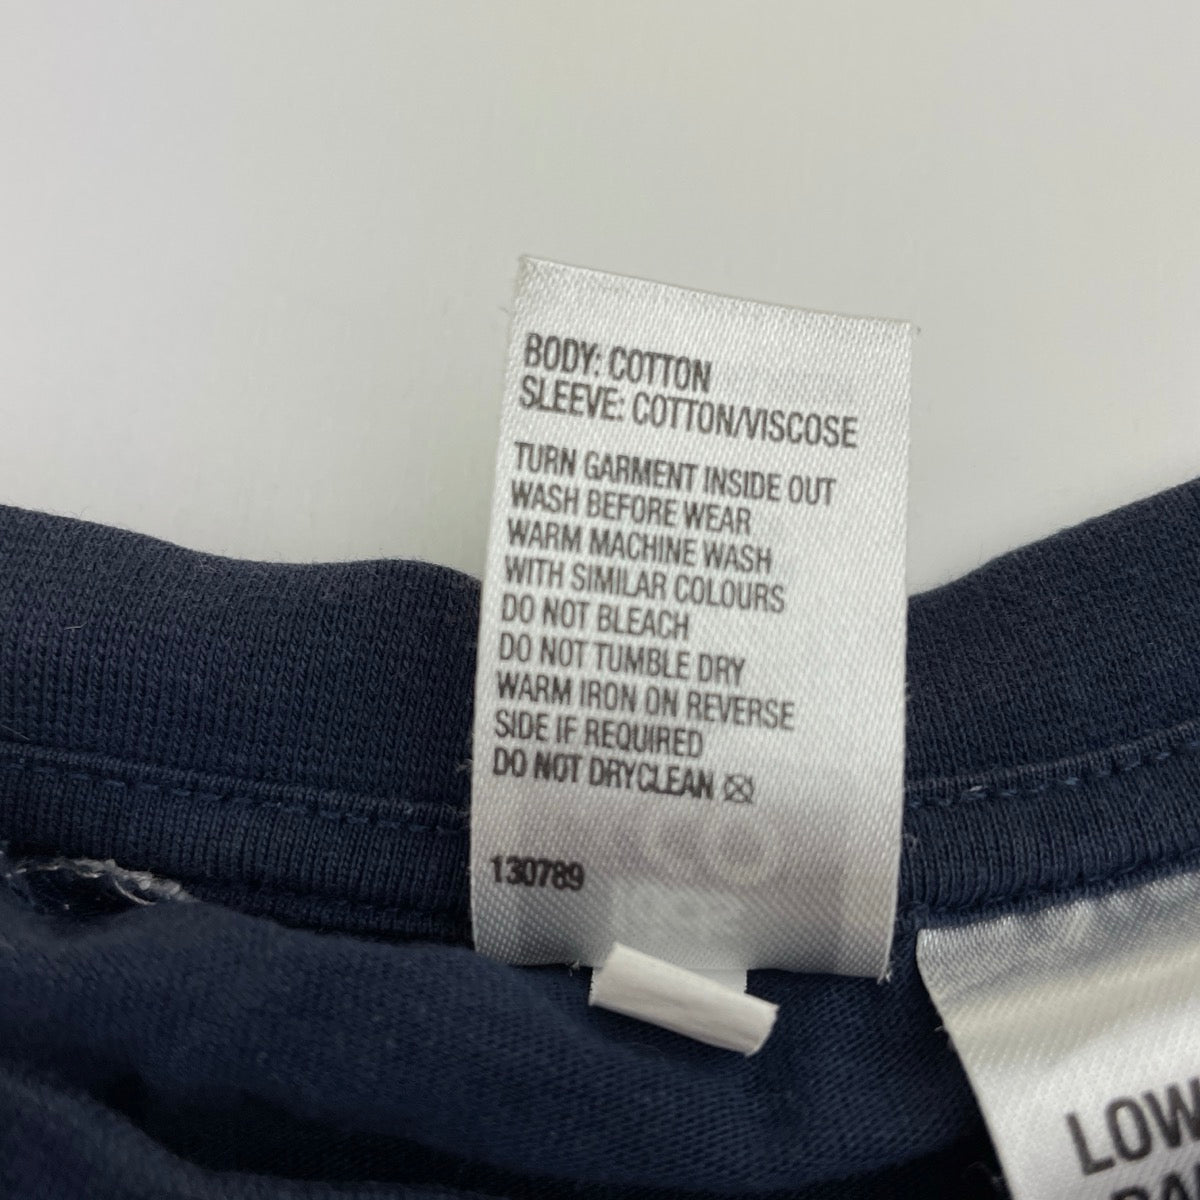 BODY: COTTON
SLEEVE: COTTON/VISCOSE
TURN GARMENT INSIDE OUT
WASH BEFORE WEAR
WARM MACHINE WASH
WITH SIMILAR COLOURS
DO NOT BLEACH
DO NOT TUMBLE DRY
WARM IRON ON REVERSE
SIDE IF REQUIRED
DO NOT DRYCLEAN
130789
LOW